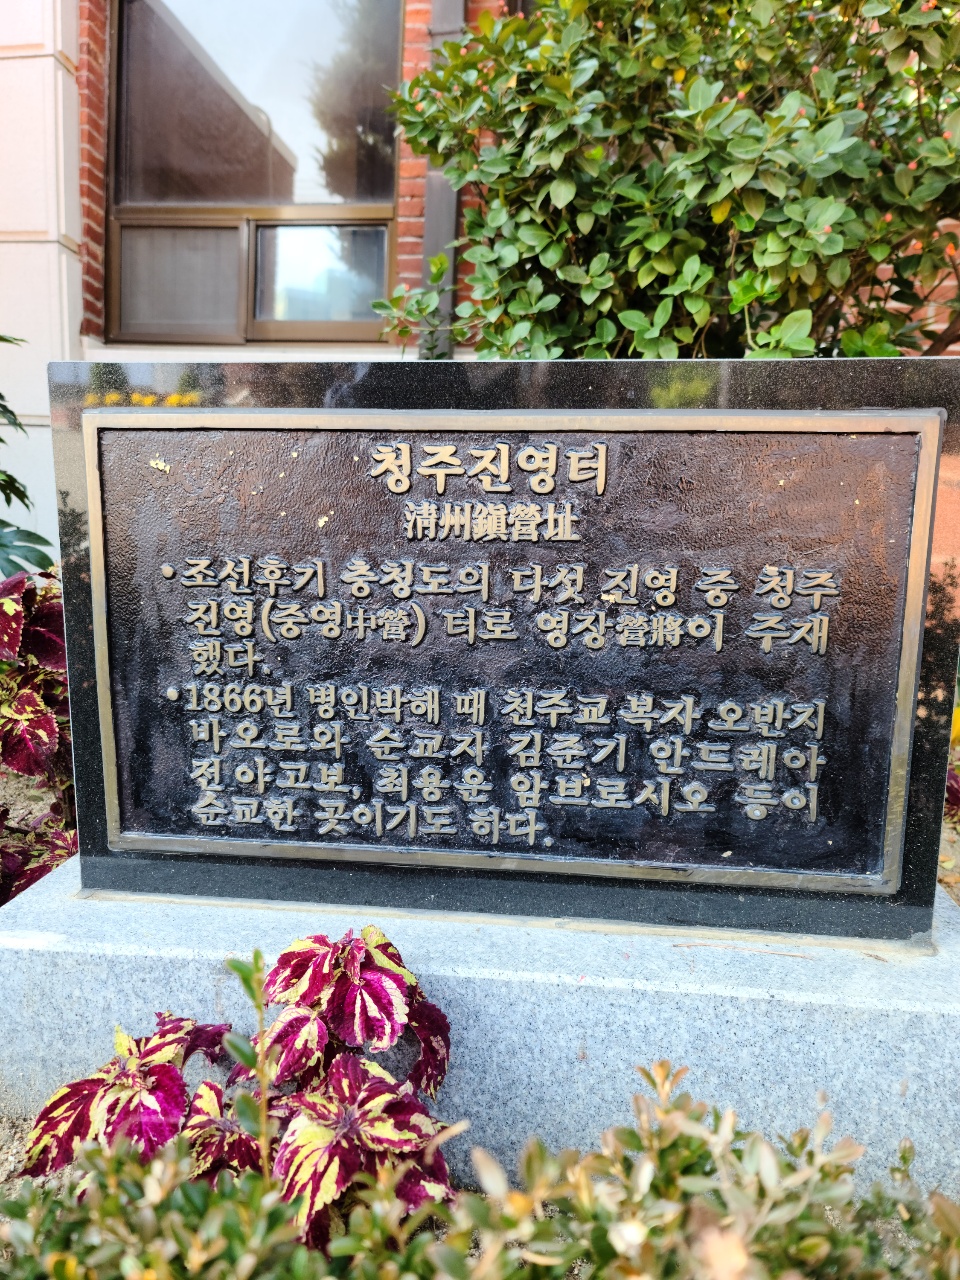 청주진영터
淸州鎭營址
•조선후기 충청도의 다섯 진영 중 청주
진영(중영中營) 터로 영장營將이 주재
했다.
•1866년 병인박해 때 천주교 복자 오반지
바오로와 순교자 김준기 안드레아
전 야고보, 최용운 암브로시오 등이
순교한 곳이기도 하다.